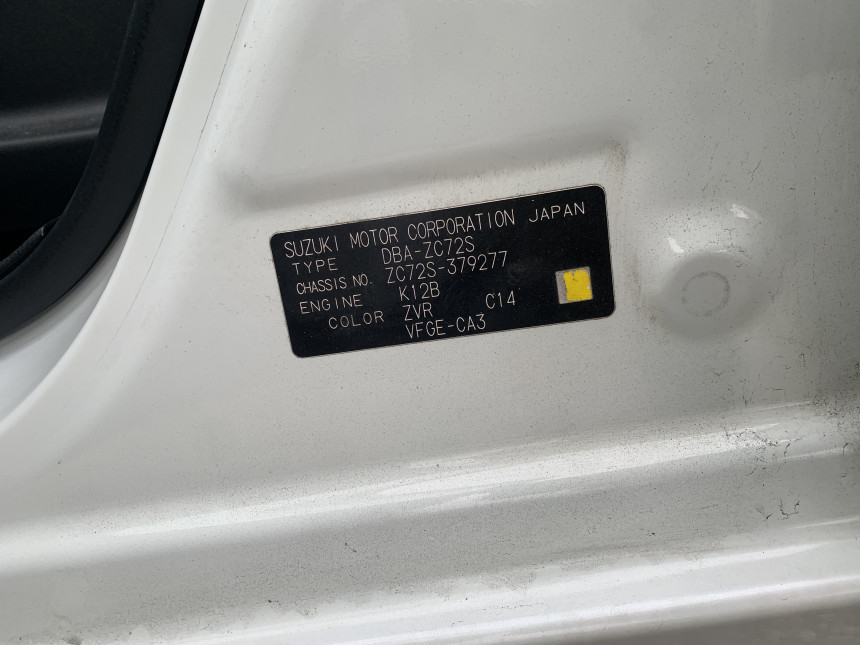 SUZUKI MOTOR CORPORATION JAPAN
TYPE DBA-ZC72S
CHASSIS NO. ZC72S-379277
ENGINE K12B
COLOR ZVR C14
VFGE-CA3